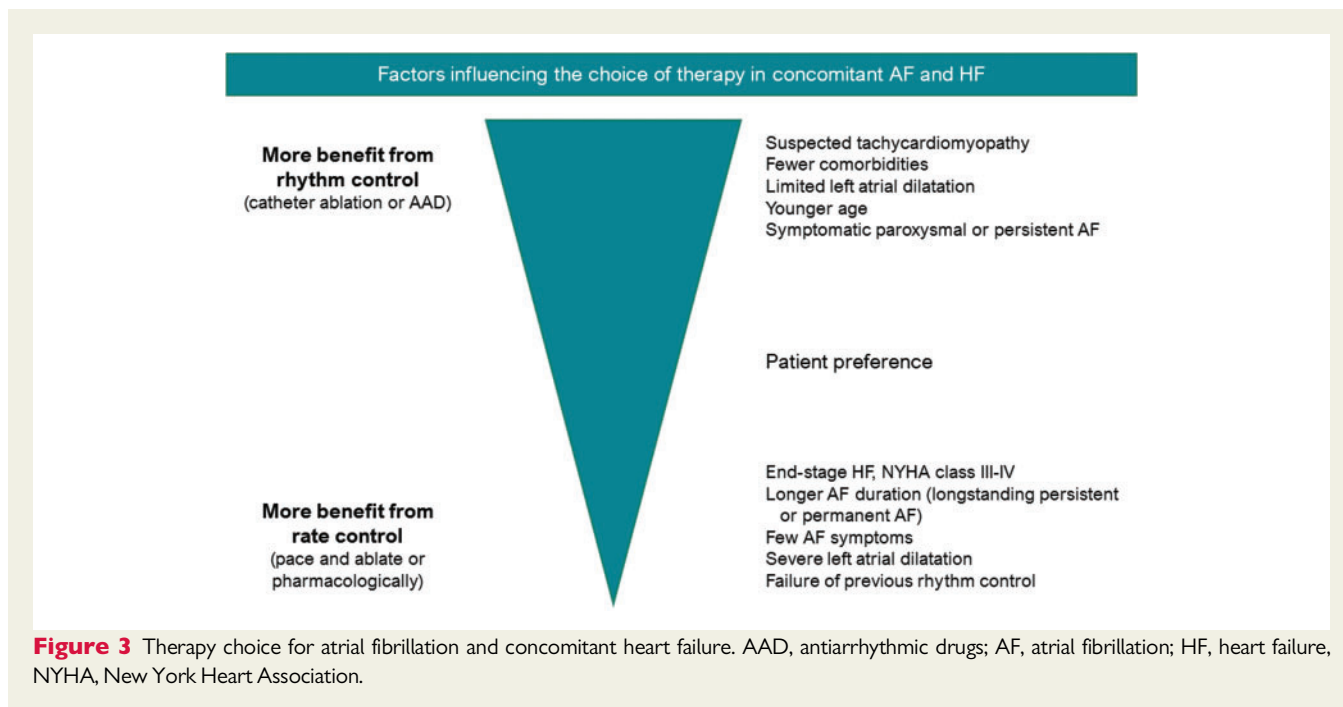 Factors influencing the choice of therapy in concomitant AF and HF
More benefit from
rhythm control
(catheter ablation or AAD)
Suspected tachycardiomyopathy
Fewer comorbidities
Limited left atrial dilatation
Younger age
Symptomatic paroxysmal or persistent AF
Patient preference
More benefit from
rate control
(pace and ablate or
pharmacologically)
End-stage HF, NYHA class III-IV
Longer AF duration (longstanding persistent
or permanent AF)
Few AF symptoms
Severe left atrial dilatation
Failure of previous rhythm control
Figure 3 Therapy choice for atrial fibrillation and concomitant heart failure. AAD, antiarrhythmic drugs; AF, atrial fibrillation; HF, heart failure,
NYHA, New York Heart Association.